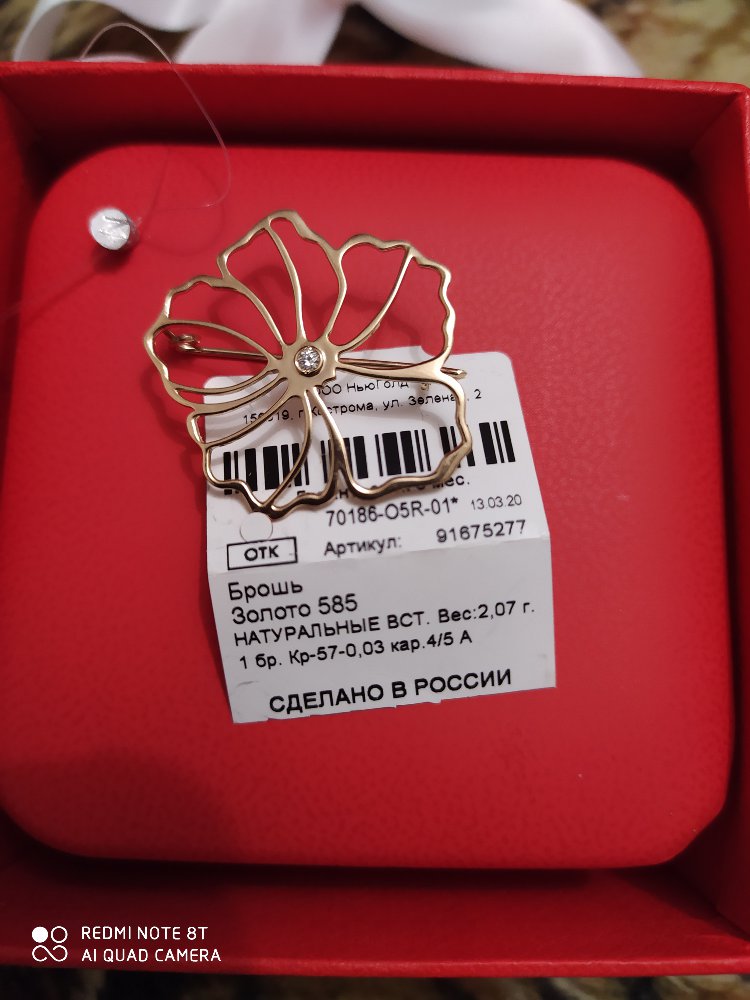 ООО НьюГолд
г.Кострома, ул. Зеленая, 2
мес.
70186-О5R-01* 13.03.20
ОТК Артикул: 91675277
Брошь
Золото 585
НАТУРАЛЬНЫЕ ВСТ. Вес:2,07 г.
1 бр. Кр-57-0,03 кар.4/5 А
СДЕЛАНО В РОССИИ
REDMI NOTE 8T
AI QUAD CAMERA